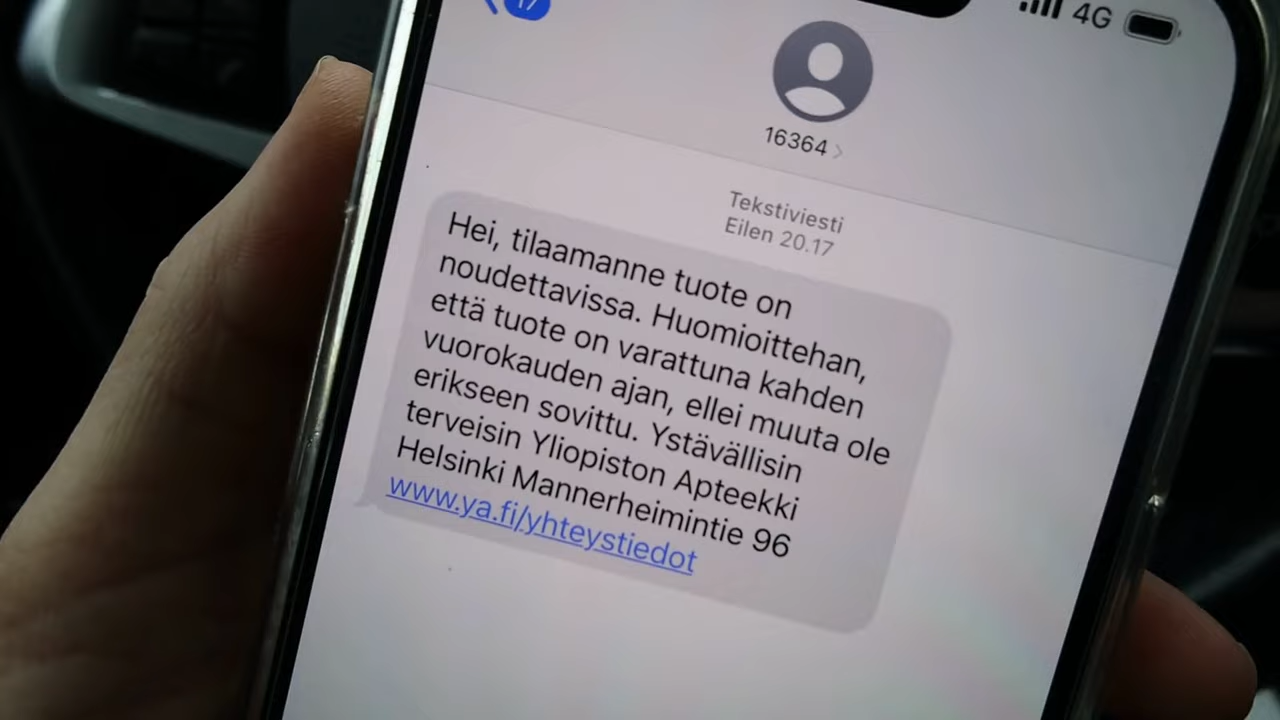 17
4G
16364
Tekstiviesti
Eilen 20.17
Hei, tilaamanne tuote on
noudettavissa. Huomioittehan,
että tuote on varattuna kahden
vuorokauden ajan, ellei muuta ole
erikseen sovittu. Ystävällisin
terveisin Yliopiston Apteekki
Helsinki Mannerheimintie 96
www.ya.fi/yhteystiedot